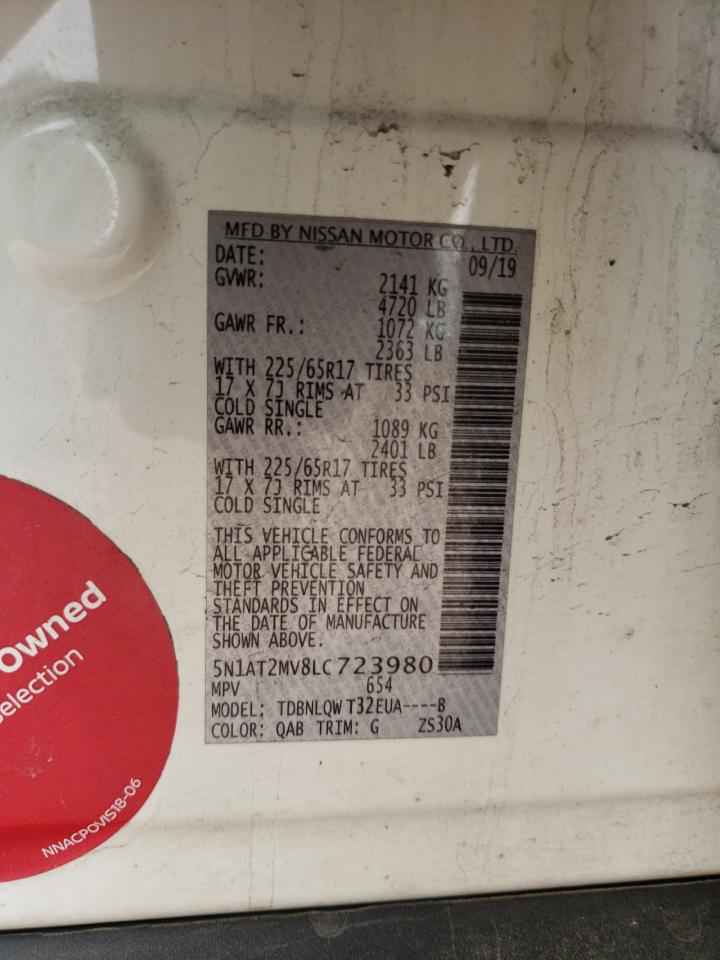 MFD BY NISSAN MOTOR CO., LTD.
DATE: 09/19
GVWR: 2141 KG
4720 LB
GAWR FR.: 1072 KG
2363 LB
WITH 225/65R17 TIRES
17 X 7J RIMS AT 33 PSI
COLD SINGLE
GAWR RR.: 1089 KG
2401 LB
WITH 225/65R17 TIRES
17 X 7J RIMS AT 33 PSI
COLD SINGLE
THIS VEHICLE CONFORMS TO
ALL APPLICABLE FEDERAL
MOTOR VEHICLE SAFETY AND
THEFT PREVENTION
STANDARDS IN EFFECT ON
THE DATE OF MANUFACTURE
SHOWN ABOVE.
5N1AT2MV8LC723980
MPV 654
MODEL: TDBNLQW T32EUA----B
COLOR: QAB TRIM: G ZS30A
Owned
selection
NNACPOVIS18-06